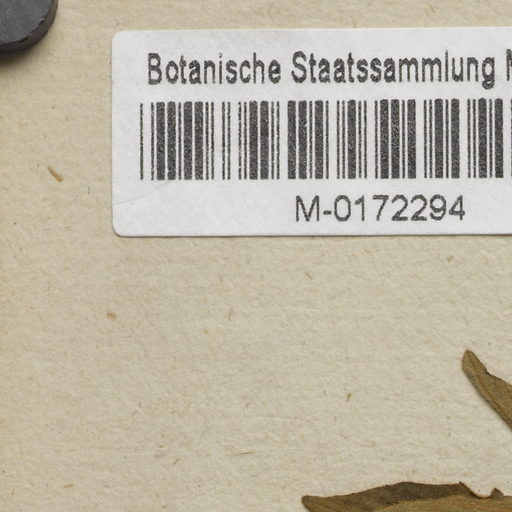 Botanische Staatssammlung
M-0172294